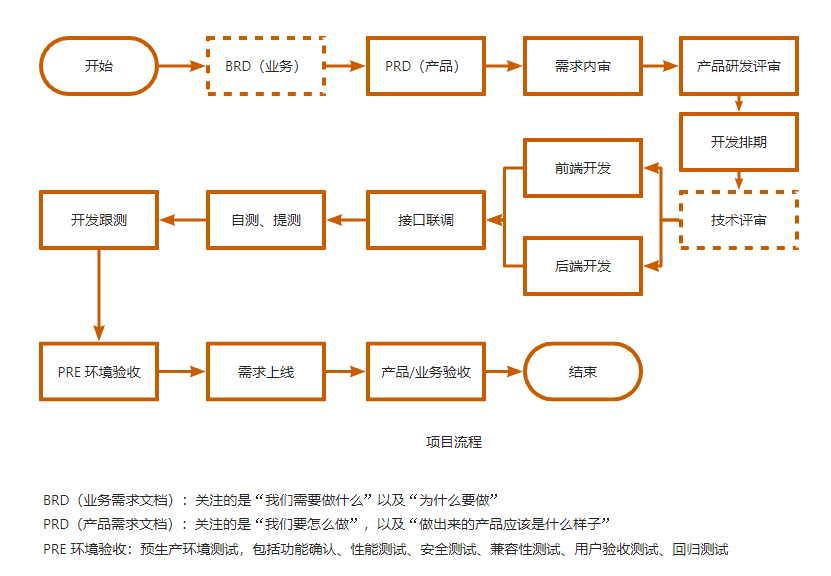 开始
BRD（业务）
PRD（产品）
需求内审
产品研发评审
开发排期
前端开发
技术评审
后端开发
接口联调
自测、提测
开发跟测
PRE 环境验收
需求上线
产品/业务验收
结束
项目流程
BRD（业务需求文档）：关注的是“我们需要做什么”以及“为什么要做”
PRD（产品需求文档）：关注的是“我们要怎么做”，以及“做出来的产品应该是什么样子”
PRE 环境验收：预生产环境测试，包括功能确认、性能测试、安全测试、兼容性测试、用户验收测试、回归测试